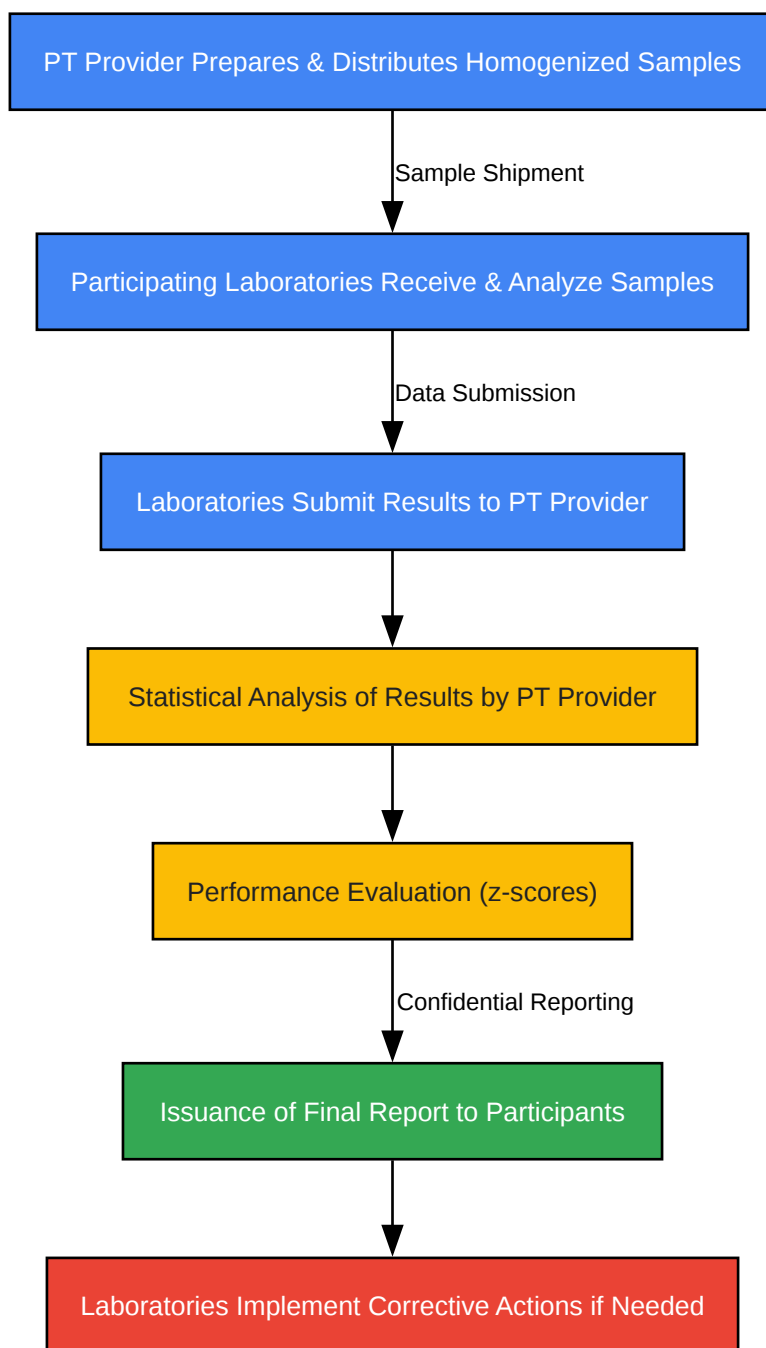 PT Provider Prepares & Distributes Homogenized Samples
Sample Shipment
Participating Laboratories Receive & Analyze Samples
Data Submission
Laboratories Submit Results to PT Provider
Statistical Analysis of Results by PT Provider
Performance Evaluation (z-scores)
Confidential Reporting
Issuance of Final Report to Participants
Laboratories Implement Corrective Actions if Needed